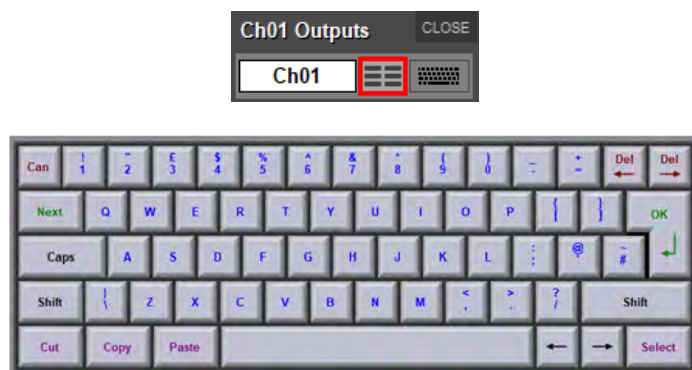 Ch01 Outputs CLOSE
Ch01
Can ! 1 " 2 £ 3 $ 4 % 5 ^ 6 & 7 * 8 ( 9 ) 0 _ - + = Del ← Del →
Next Q W E R T Y U I O P { [ } ] OK
Caps A S D F G H J K L : ; @ ' ~ #
Shift | \ Z X C V B N M < , > . ? / Shift
Cut Copy Paste ← → Select